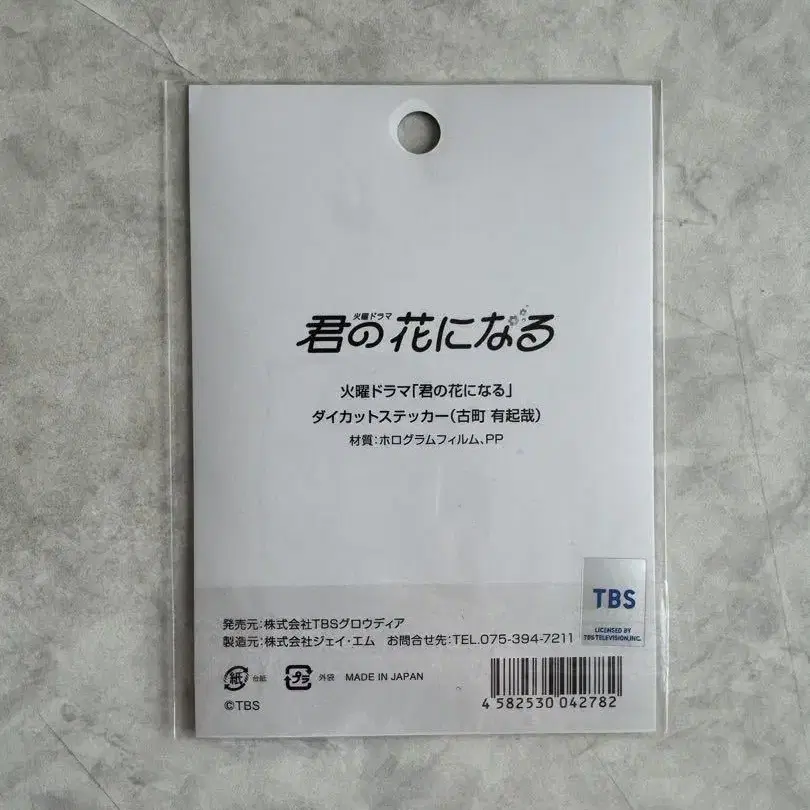 火曜ドラマ
君の花になる
火曜ドラマ「君の花になる」
ダイカットステッカー(古町 有起哉)
材質:ホログラムフィルム、PP
TBS
LICENSED BY
TBS TELEVISION,INC.
発売元:株式会社TBSグロウディア
製造元:株式会社ジェイ・エム お問合せ先:TEL.075-394-7211
紙 台紙 プラ 外袋 MADE IN JAPAN
©TBS
4 582530 042782